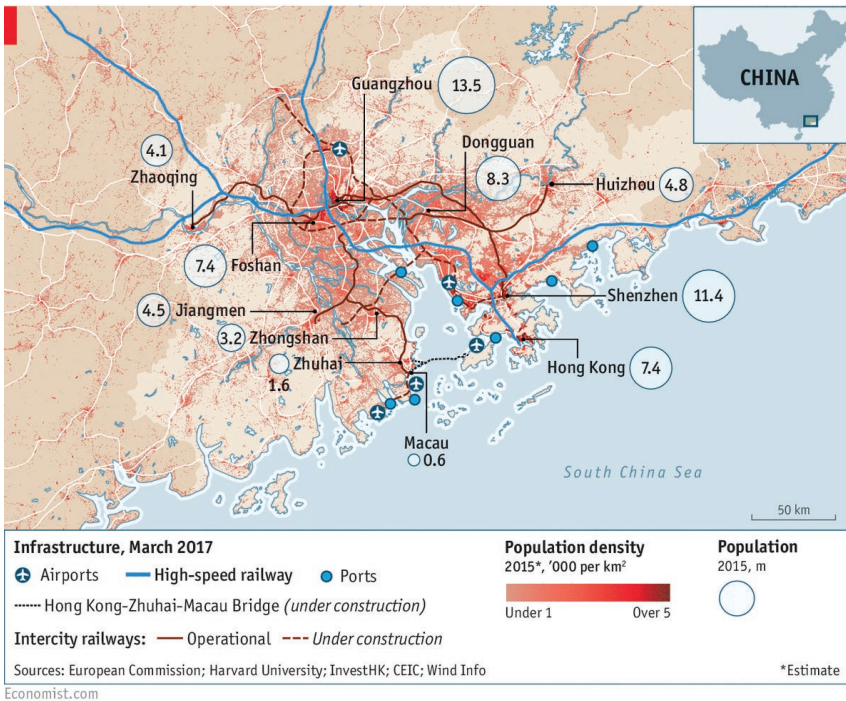 CHINA
Guangzhou
13.5
Dongguan
8.3
4.1
Zhaoqing
Huizhou 4.8
7.4 Foshan
Shenzhen 11.4
4.5 Jiangmen
3.2 Zhongshan
Zhuhai
1.6
Hong Kong 7.4
Macau
0.6
South China Sea
50 km
Infrastructure, March 2017
Airports High-speed railway Ports
Hong Kong-Zhuhai-Macau Bridge (under construction)
Intercity railways: Operational Under construction
Population density
2015*, '000 per km²
Under 1 Over 5
Population
2015, m
Sources: European Commission; Harvard University; InvestHK; CEIC; Wind Info
*Estimate
Economist.com